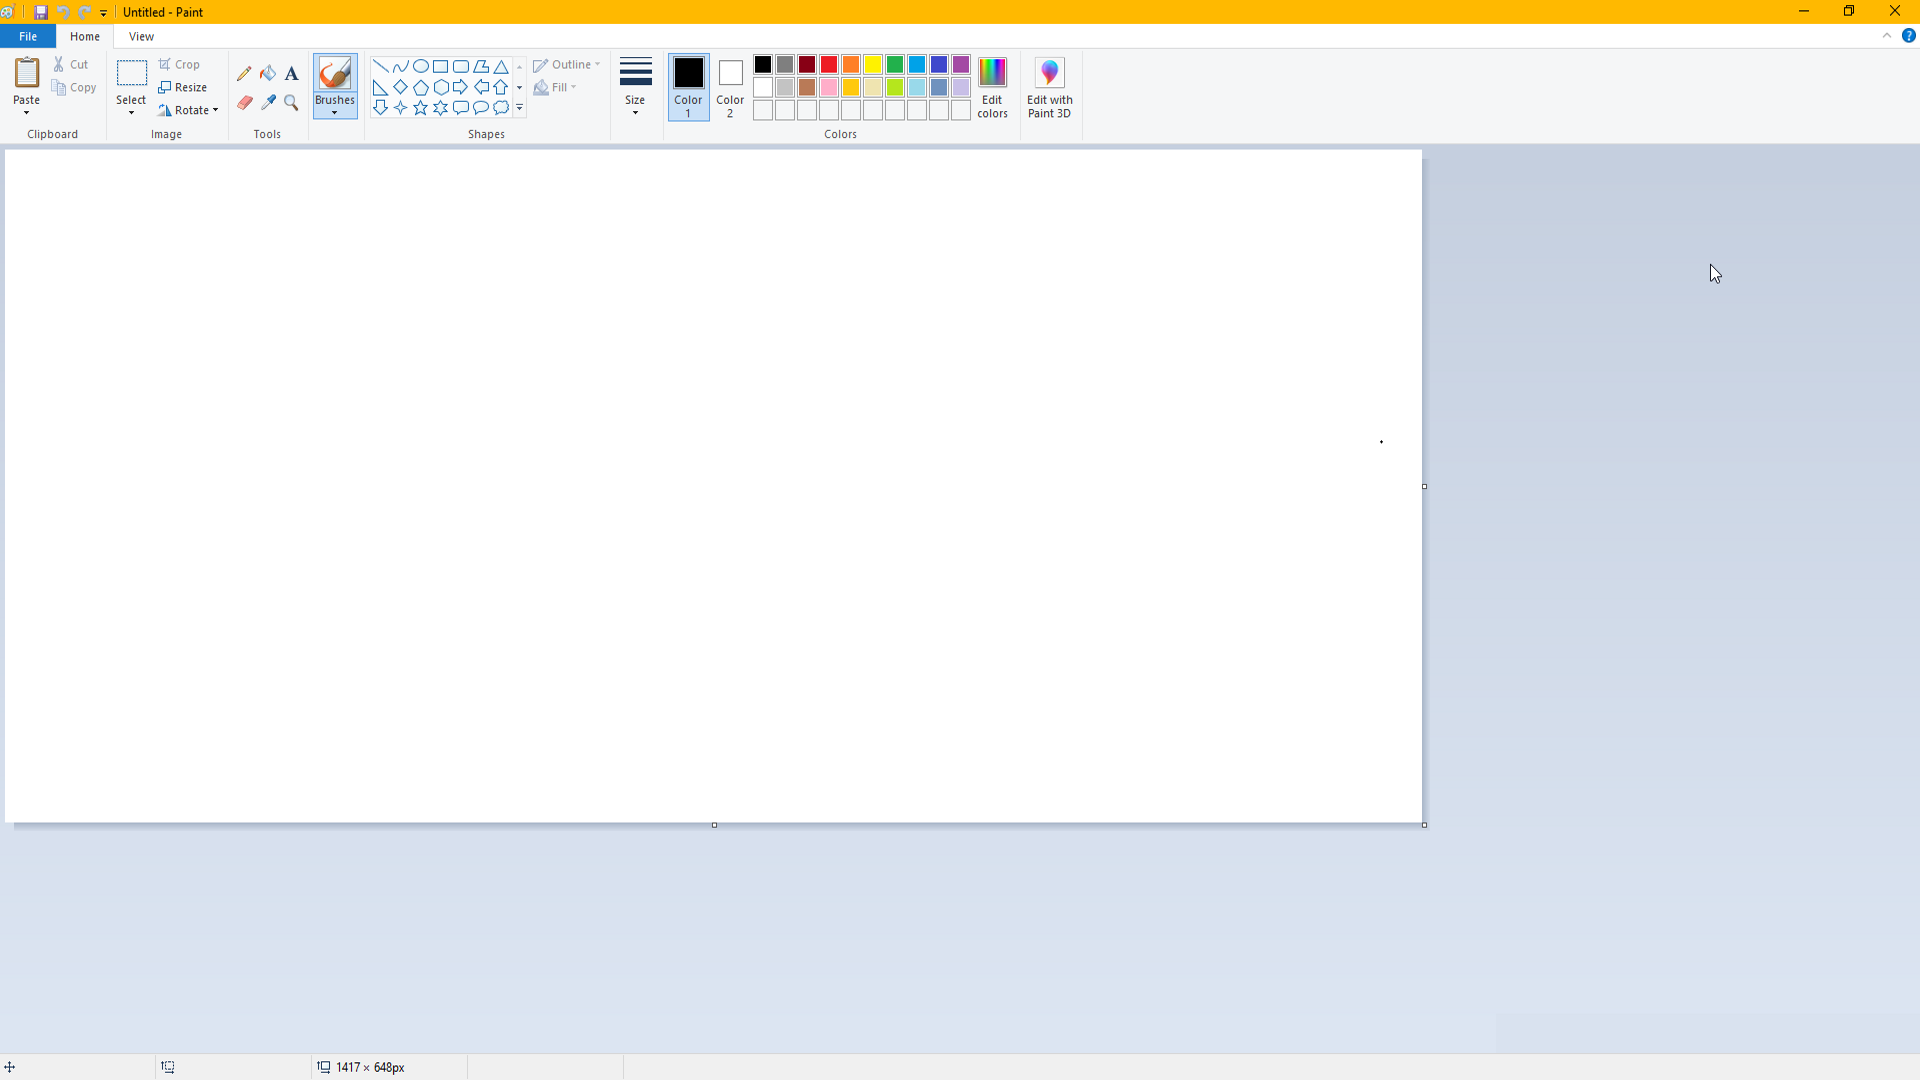 Untitled - Paint
File Home View
Paste
Cut
Copy
Clipboard
Select
Crop
Resize
Rotate
Image
A
Tools
Brushes
Shapes
Outline
Fill
Size
Color
1
Color
2
Colors
Edit
colors
Edit with
Paint 3D
?
1417 × 648px